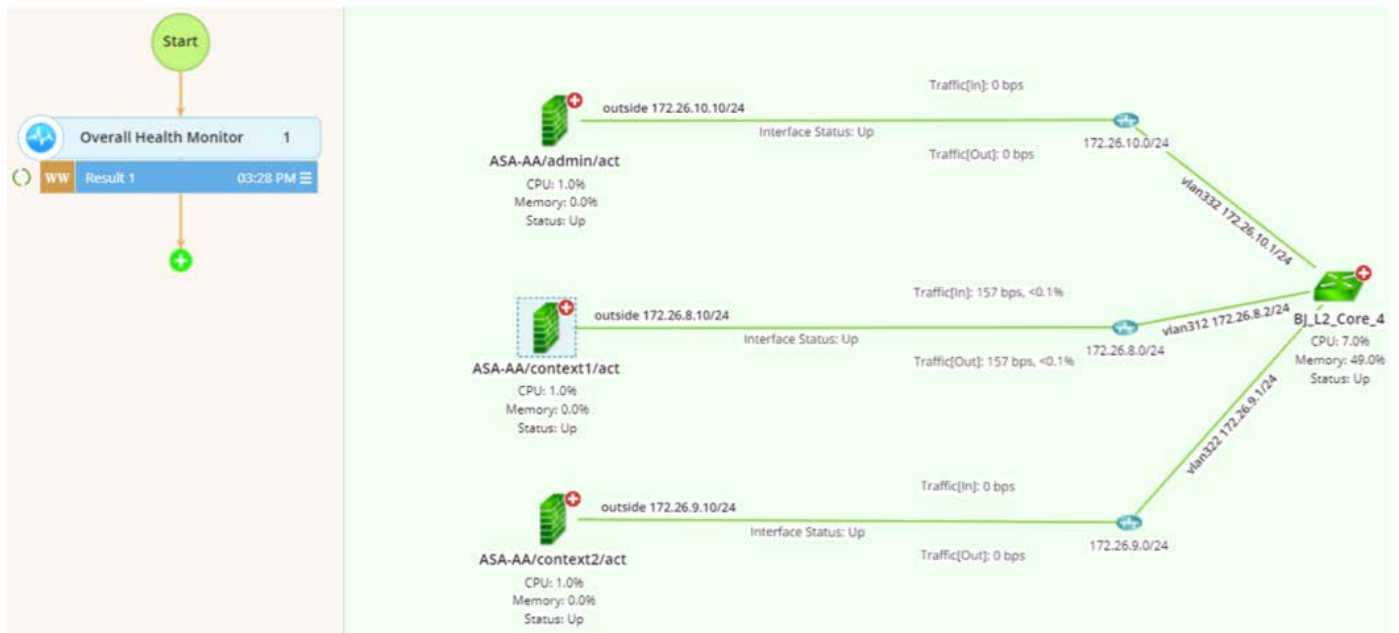 Start
Overall Health Monitor 1
WW Result 1 03:28 PM
Traffic[In]: 0 bps
outside 172.26.10.10/24
Interface Status: Up
172.26.10.0/24
Traffic[Out]: 0 bps
ASA-AA/admin/act
CPU: 1.0%
Memory: 0.0%
Status: Up
vlan332 172.26.10.1/24
Traffic[In]: 157 bps, <0.1%
outside 172.26.8.10/24
Interface Status: Up
172.26.8.0/24
Traffic[Out]: 157 bps, <0.1%
vlan312 172.26.8.2/24
BJ_L2_Core_4
CPU: 7.0%
Memory: 49.0%
Status: Up
ASA-AA/context1/act
CPU: 1.0%
Memory: 0.0%
Status: Up
vlan322 172.26.9.1/24
Traffic[In]: 0 bps
outside 172.26.9.10/24
Interface Status: Up
172.26.9.0/24
Traffic[Out]: 0 bps
ASA-AA/context2/act
CPU: 1.0%
Memory: 0.0%
Status: Up